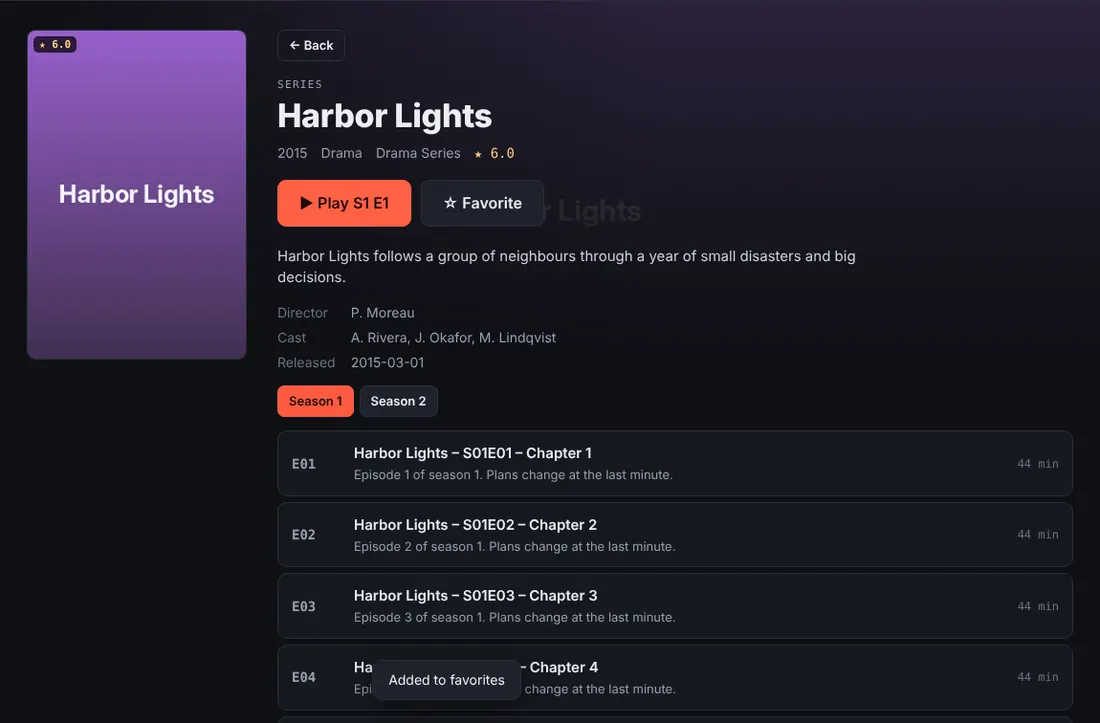 ★ 6.0
Harbor Lights
← Back
SERIES
Harbor Lights
2015 Drama Drama Series ★ 6.0
▶ Play S1 E1 ☆ Favorite
r Lights
Harbor Lights follows a group of neighbours through a year of small disasters and big
decisions.
Director P. Moreau
Cast A. Rivera, J. Okafor, M. Lindqvist
Released 2015-03-01
Season 1 Season 2
E01 Harbor Lights – S01E01 – Chapter 1
Episode 1 of season 1. Plans change at the last minute. 44 min
E02 Harbor Lights – S01E02 – Chapter 2
Episode 2 of season 1. Plans change at the last minute. 44 min
E03 Harbor Lights – S01E03 – Chapter 3
Episode 3 of season 1. Plans change at the last minute. 44 min
E04 Ha – Chapter 4
Epi change at the last minute. 44 min
Added to favorites